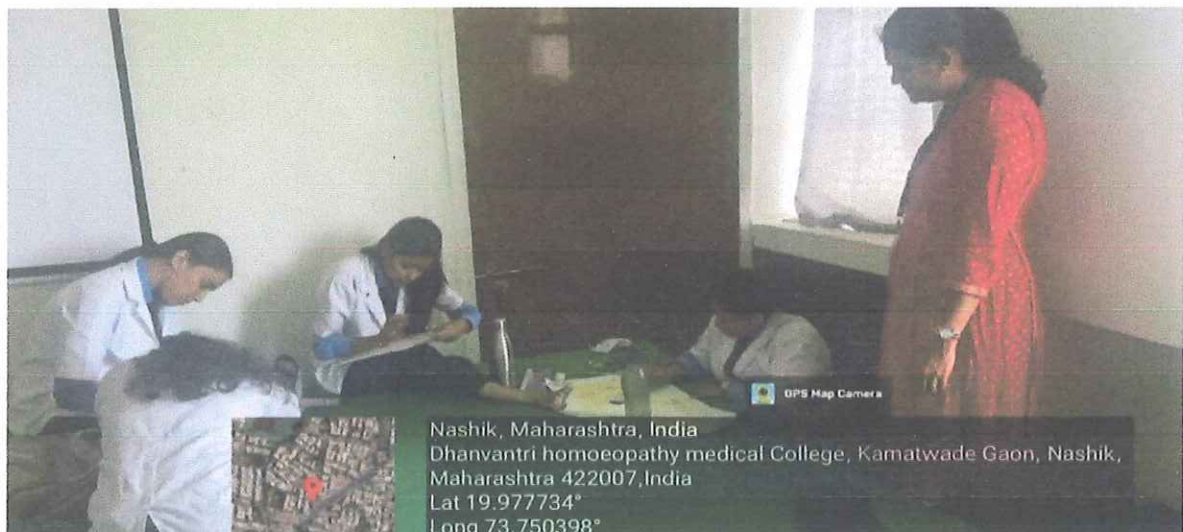 GPS Map Camera
Nashik, Maharashtra, India
Dhanvantri homoeopathy medical College, Kamatwade Gaon, Nashik,
Maharashtra 422007,India
Lat 19.977734°
Long 73.750398°